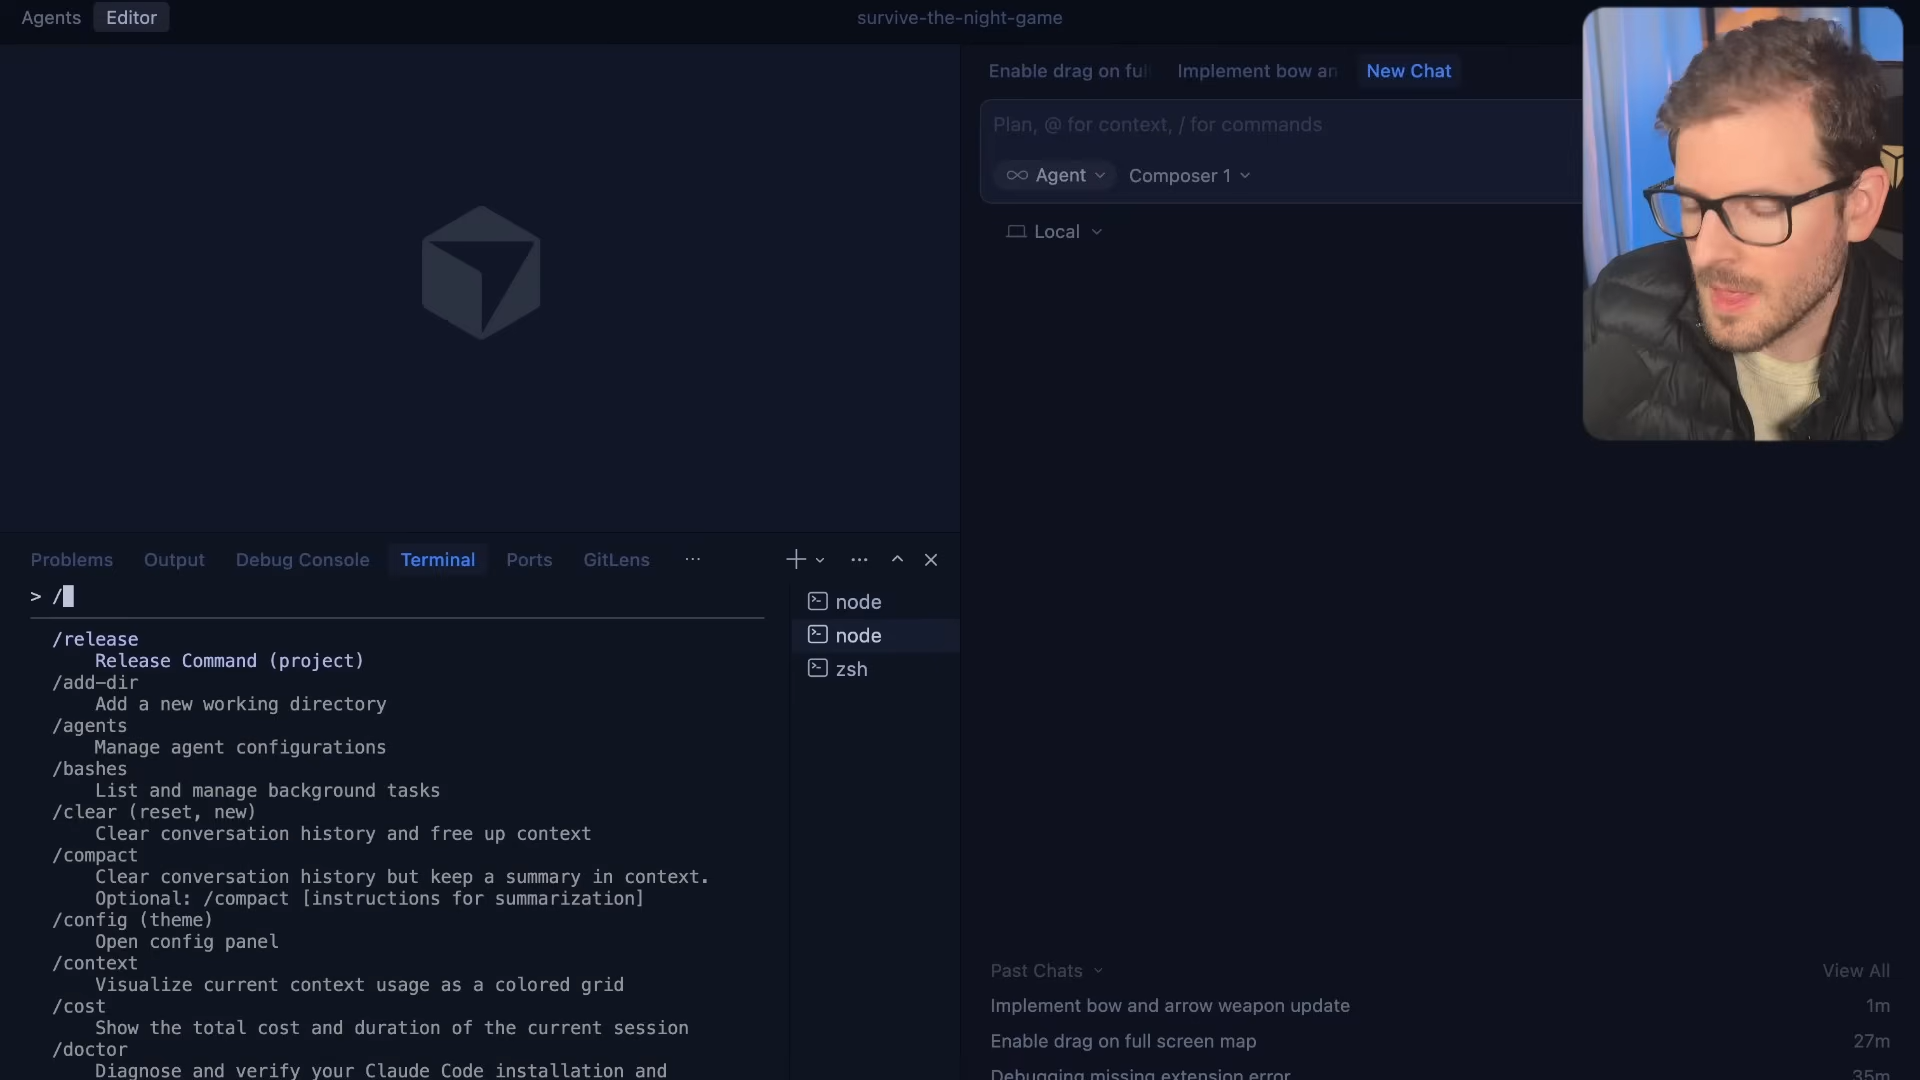 Agents Editor survive-the-night-game
Enable drag on ful Implement bow an New Chat
Plan, @ for context, / for commands
Agent Composer 1
Local
Problems Output Debug Console Terminal Ports GitLens ...
> /
node
node
zsh
/release
Release Command (project)
/add-dir
Add a new working directory
/agents
Manage agent configurations
/bashes
List and manage background tasks
/clear (reset, new)
Clear conversation history and free up context
/compact
Clear conversation history but keep a summary in context.
Optional: /compact [instructions for summarization]
/config (theme)
Open config panel
/context
Visualize current context usage as a colored grid
/cost
Show the total cost and duration of the current session
/doctor
Diagnose and verify your Claude Code installation and
Past Chats View All
Implement bow and arrow weapon update 1m
Enable drag on full screen map 27m
Debugging missing extension error 35m